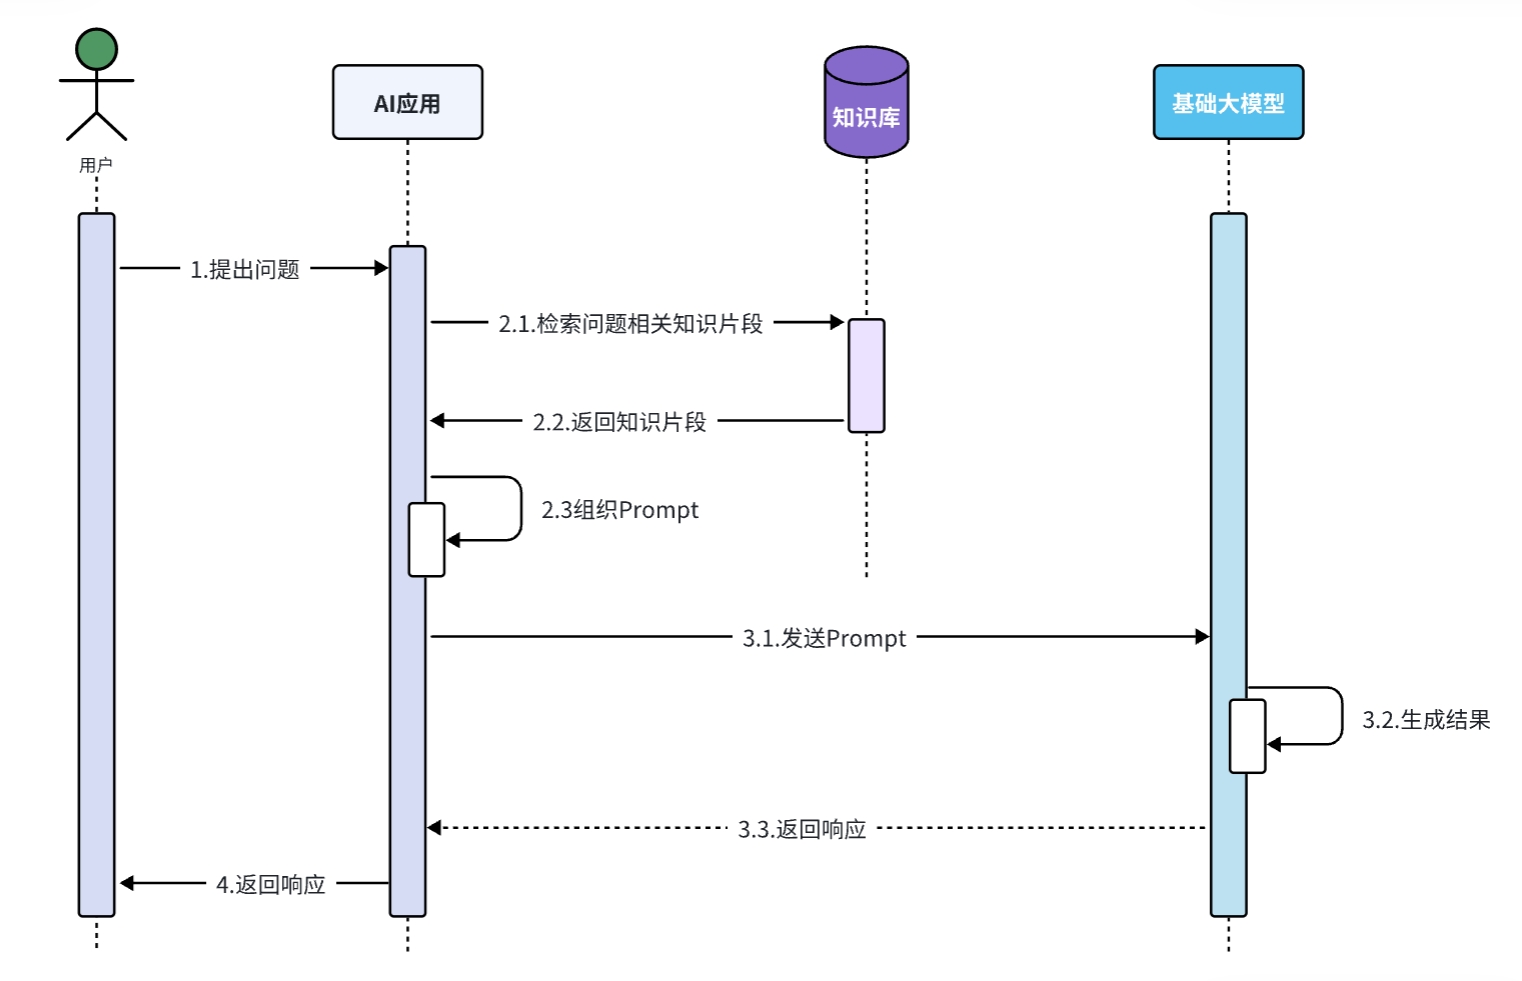 AI应用
知识库
基础大模型
用户
1.提出问题
2.1.检索问题相关知识片段
2.2.返回知识片段
2.3组织Prompt
3.1.发送Prompt
3.2.生成结果
3.3.返回响应
4.返回响应